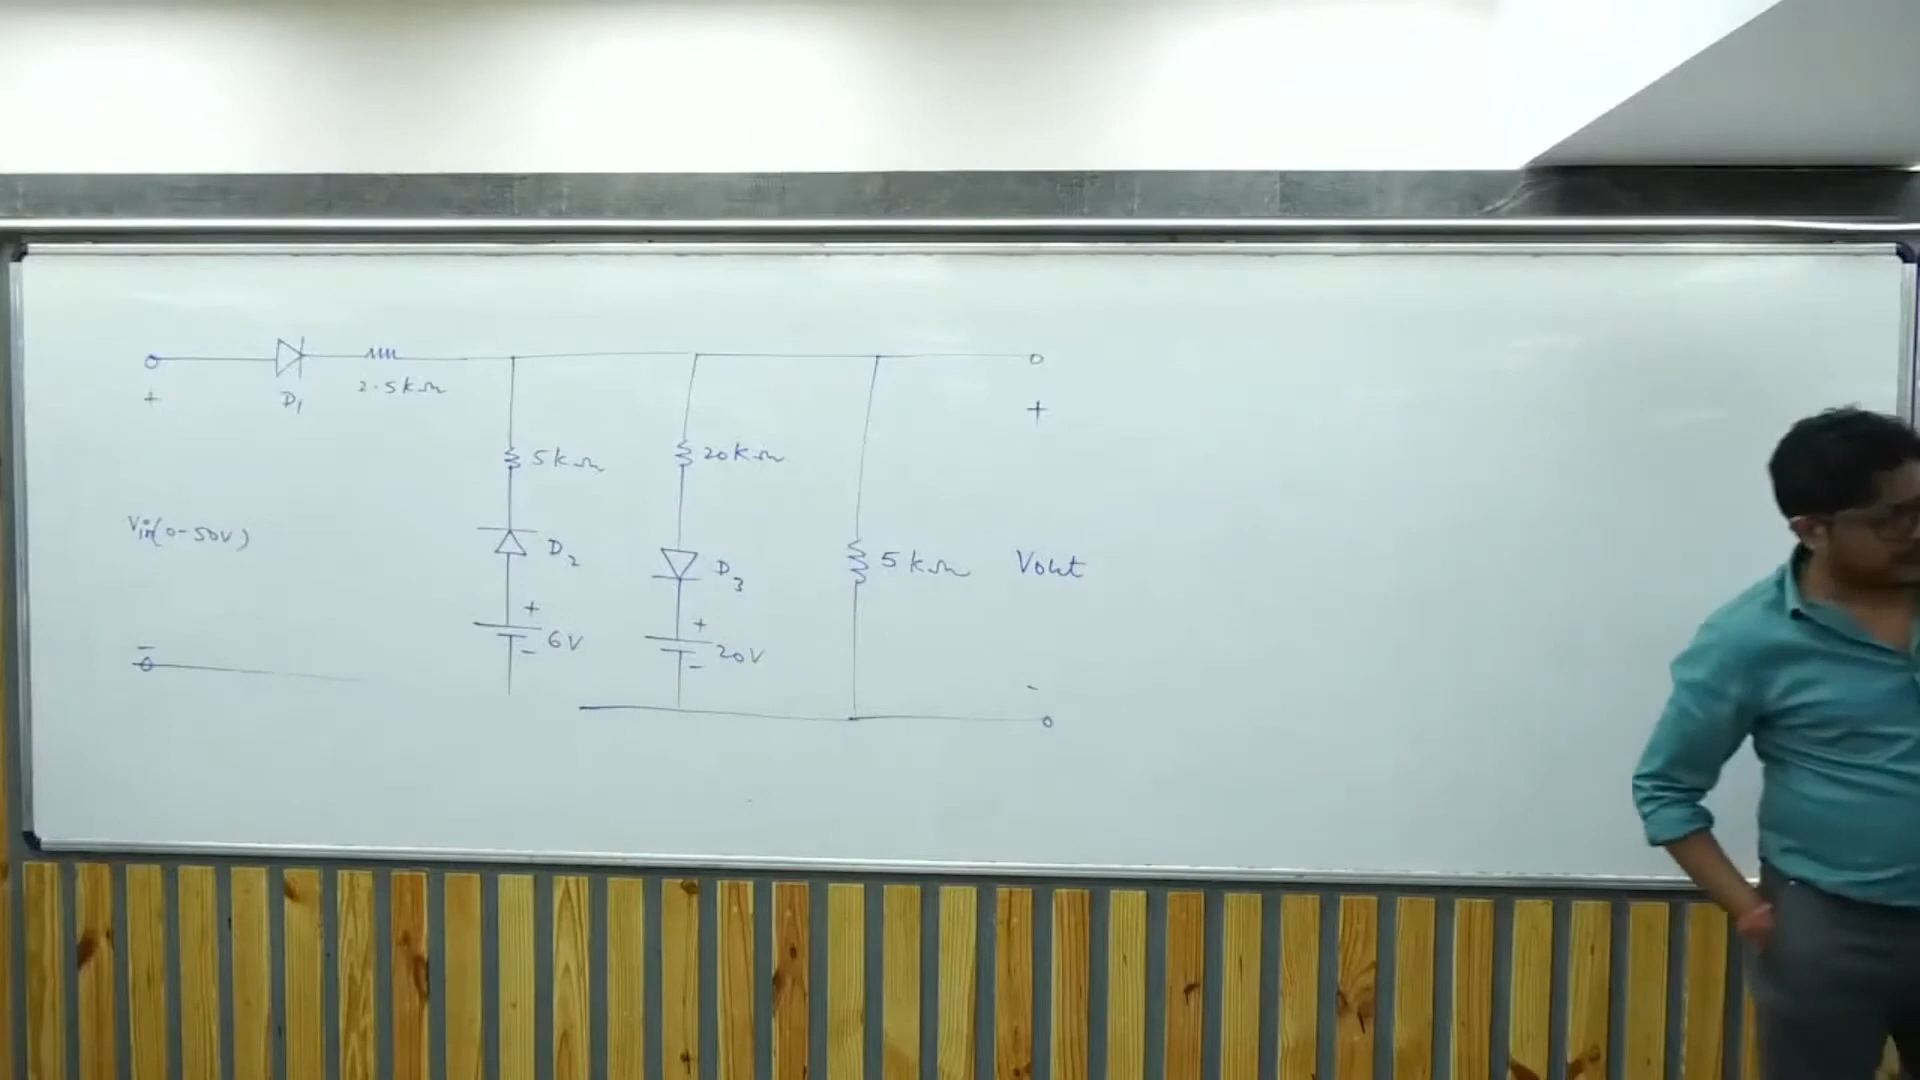 +
D1
2.5kΩ
+
5kΩ
20kΩ
Vin(0-50V)
D2
D3
5kΩ
Vout
+
6V
-
+
20V
-
-
-